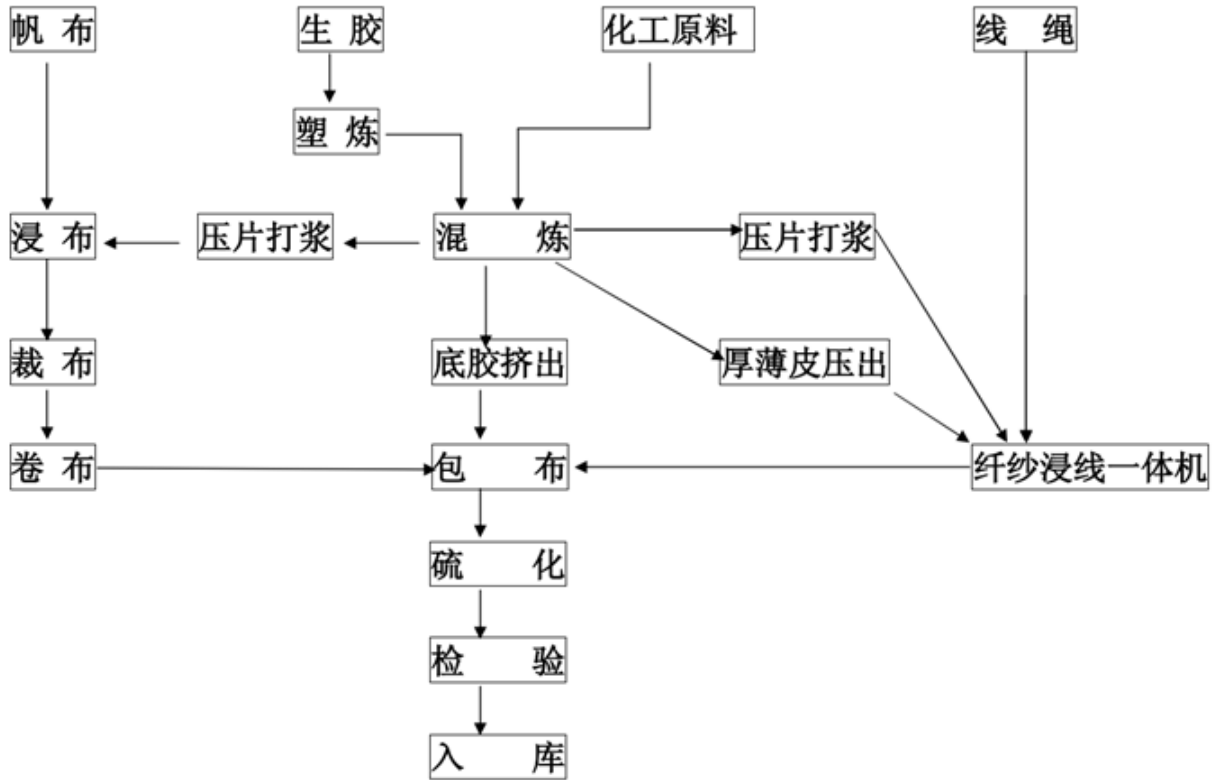 帆 布
生 胶
化工原料
线 绳
塑 炼
浸 布
压片打浆
混 炼
压片打浆
裁 布
底胶挤出
厚薄皮压出
卷 布
包 布
纤纱浸线一体机
硫 化
检 验
入 库